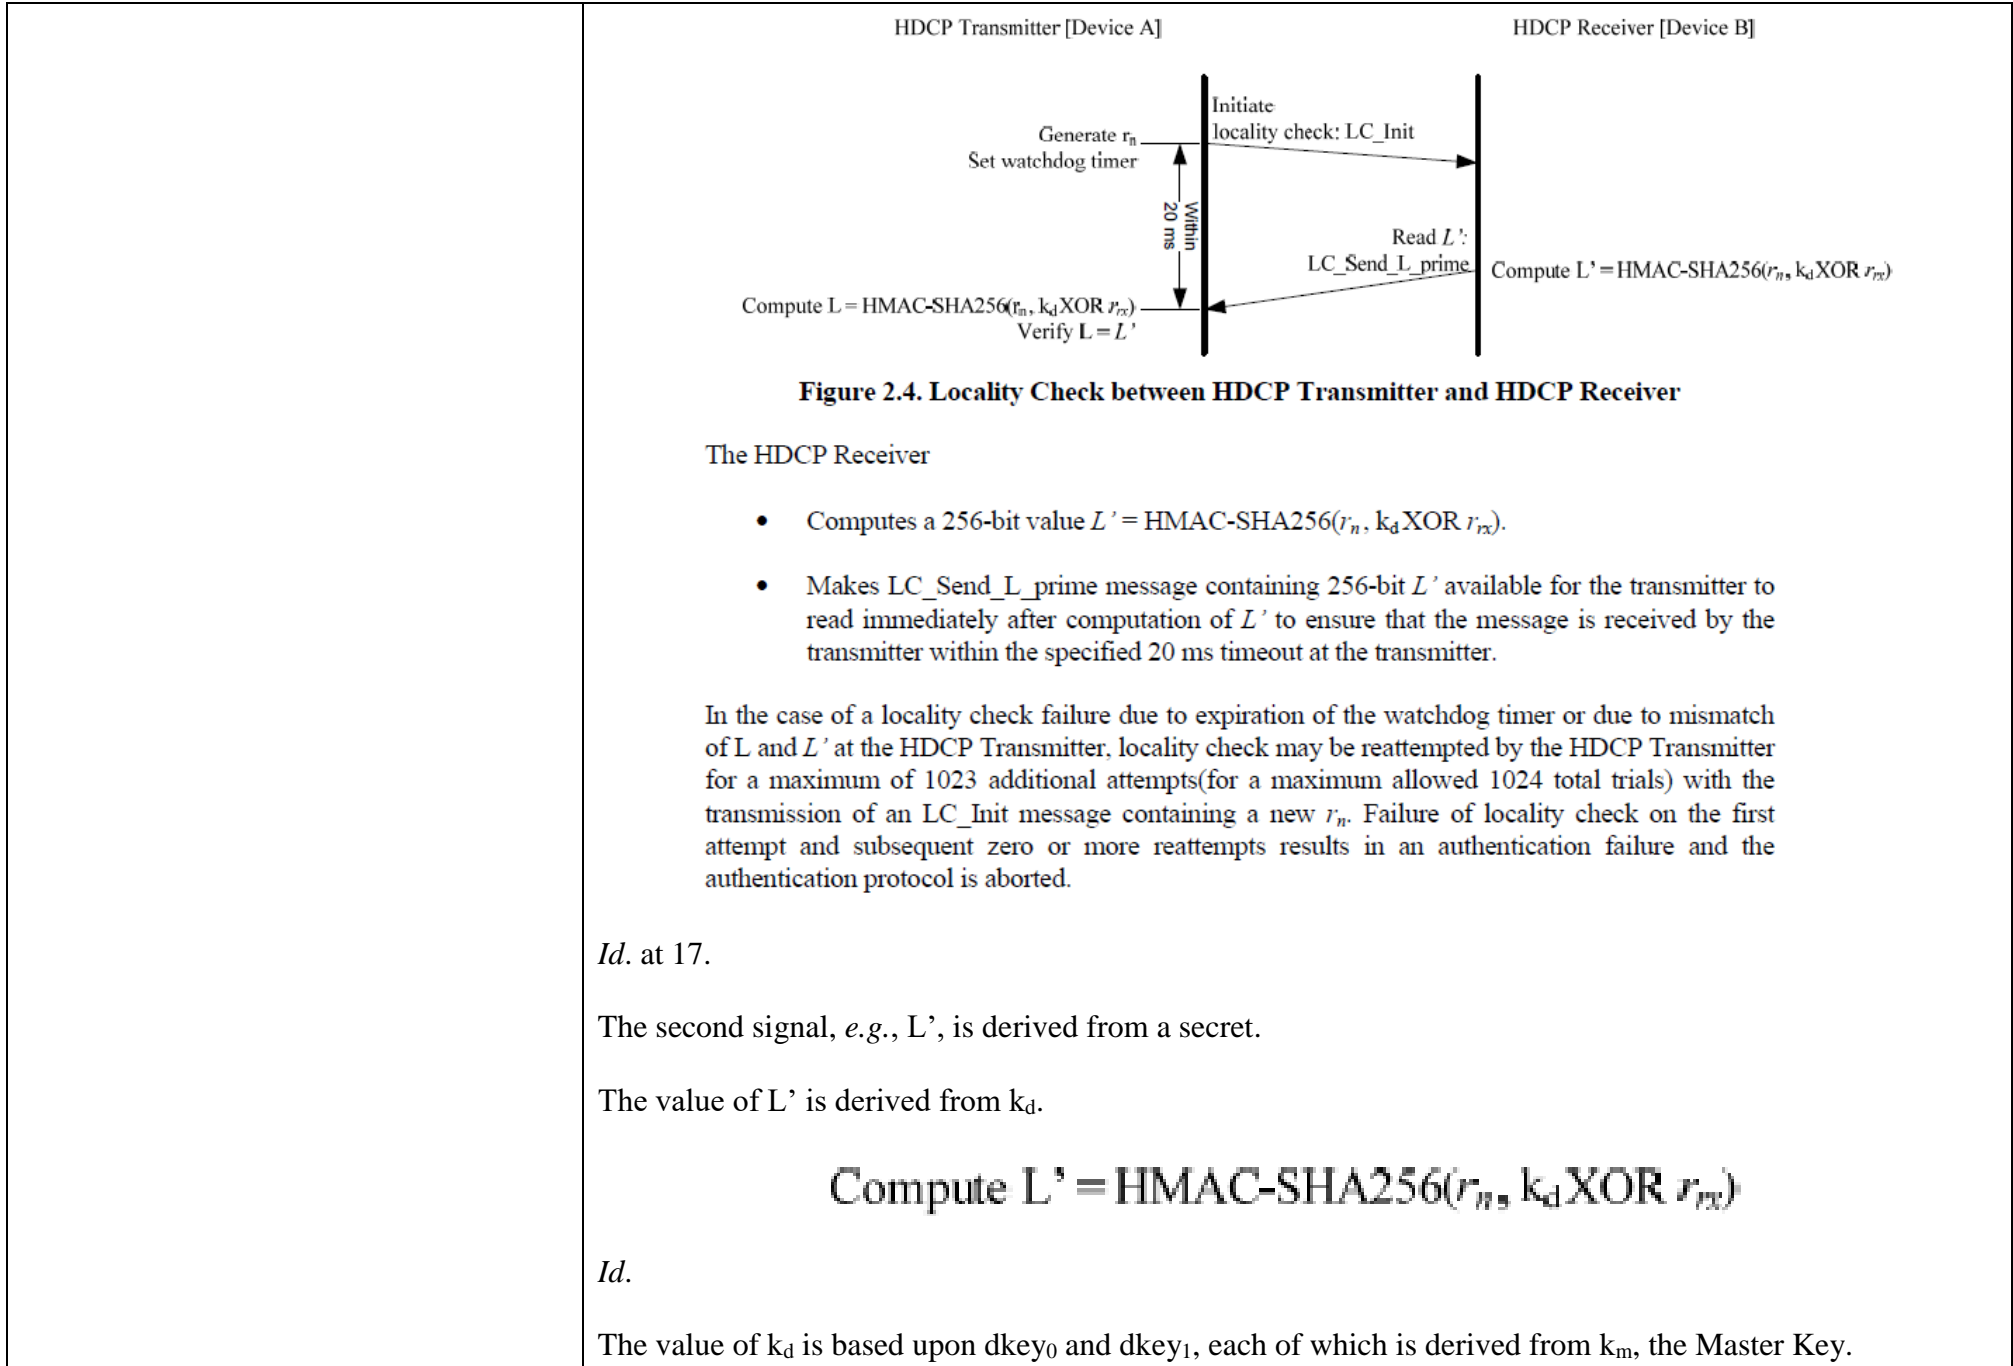 HDCP Transmitter [Device A]
HDCP Receiver [Device B]
Initiate
locality check: LC_Init
Generate rn
Set watchdog timer
Within
20 ms
Read L’:
LC_Send_L_prime
Compute L’ = HMAC-SHA256(rn, kd XOR rrx)
Compute L = HMAC-SHA256(rn, kd XOR rrx)
Verify L = L’
Figure 2.4. Locality Check between HDCP Transmitter and HDCP Receiver
The HDCP Receiver
• Computes a 256-bit value L’ = HMAC-SHA256(rn, kd XOR rrx).
• Makes LC_Send_L_prime message containing 256-bit L’ available for the transmitter to
read immediately after computation of L’ to ensure that the message is received by the
transmitter within the specified 20 ms timeout at the transmitter.
In the case of a locality check failure due to expiration of the watchdog timer or due to mismatch
of L and L’ at the HDCP Transmitter, locality check may be reattempted by the HDCP Transmitter
for a maximum of 1023 additional attempts(for a maximum allowed 1024 total trials) with the
transmission of an LC_Init message containing a new rn. Failure of locality check on the first
attempt and subsequent zero or more reattempts results in an authentication failure and the
authentication protocol is aborted.
Id. at 17.
The second signal, e.g., L’, is derived from a secret.
The value of L’ is derived from kd.
Compute L’ = HMAC-SHA256(rn, kd XOR rrx)
Id.
The value of kd is based upon dkey0 and dkey1, each of which is derived from km, the Master Key.